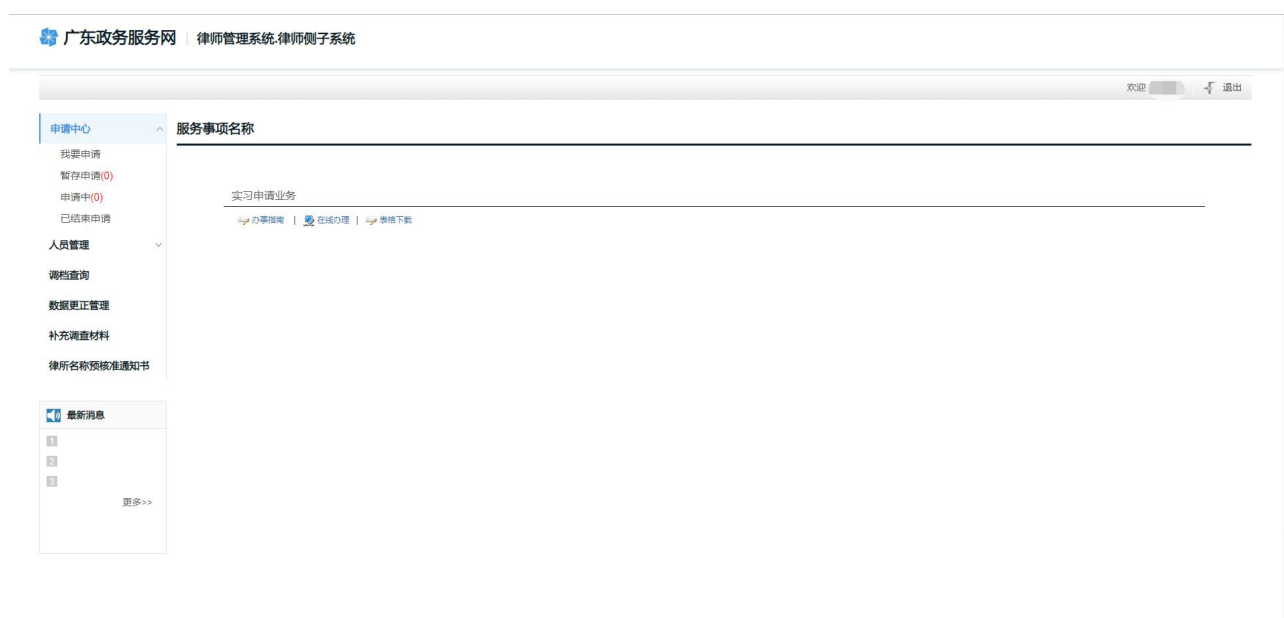 广东政务服务网 | 律师管理系统.律师侧子系统
欢迎 退出
申请中心
我要申请
暂存申请(0)
申请中(0)
已结束申请
人员管理
调档查询
数据更正管理
补充调查材料
律所名称预核准通知书
最新消息
1
2
3
更多>>
服务事项名称
实习申请业务
办事指南 | 在线办理 | 表格下载